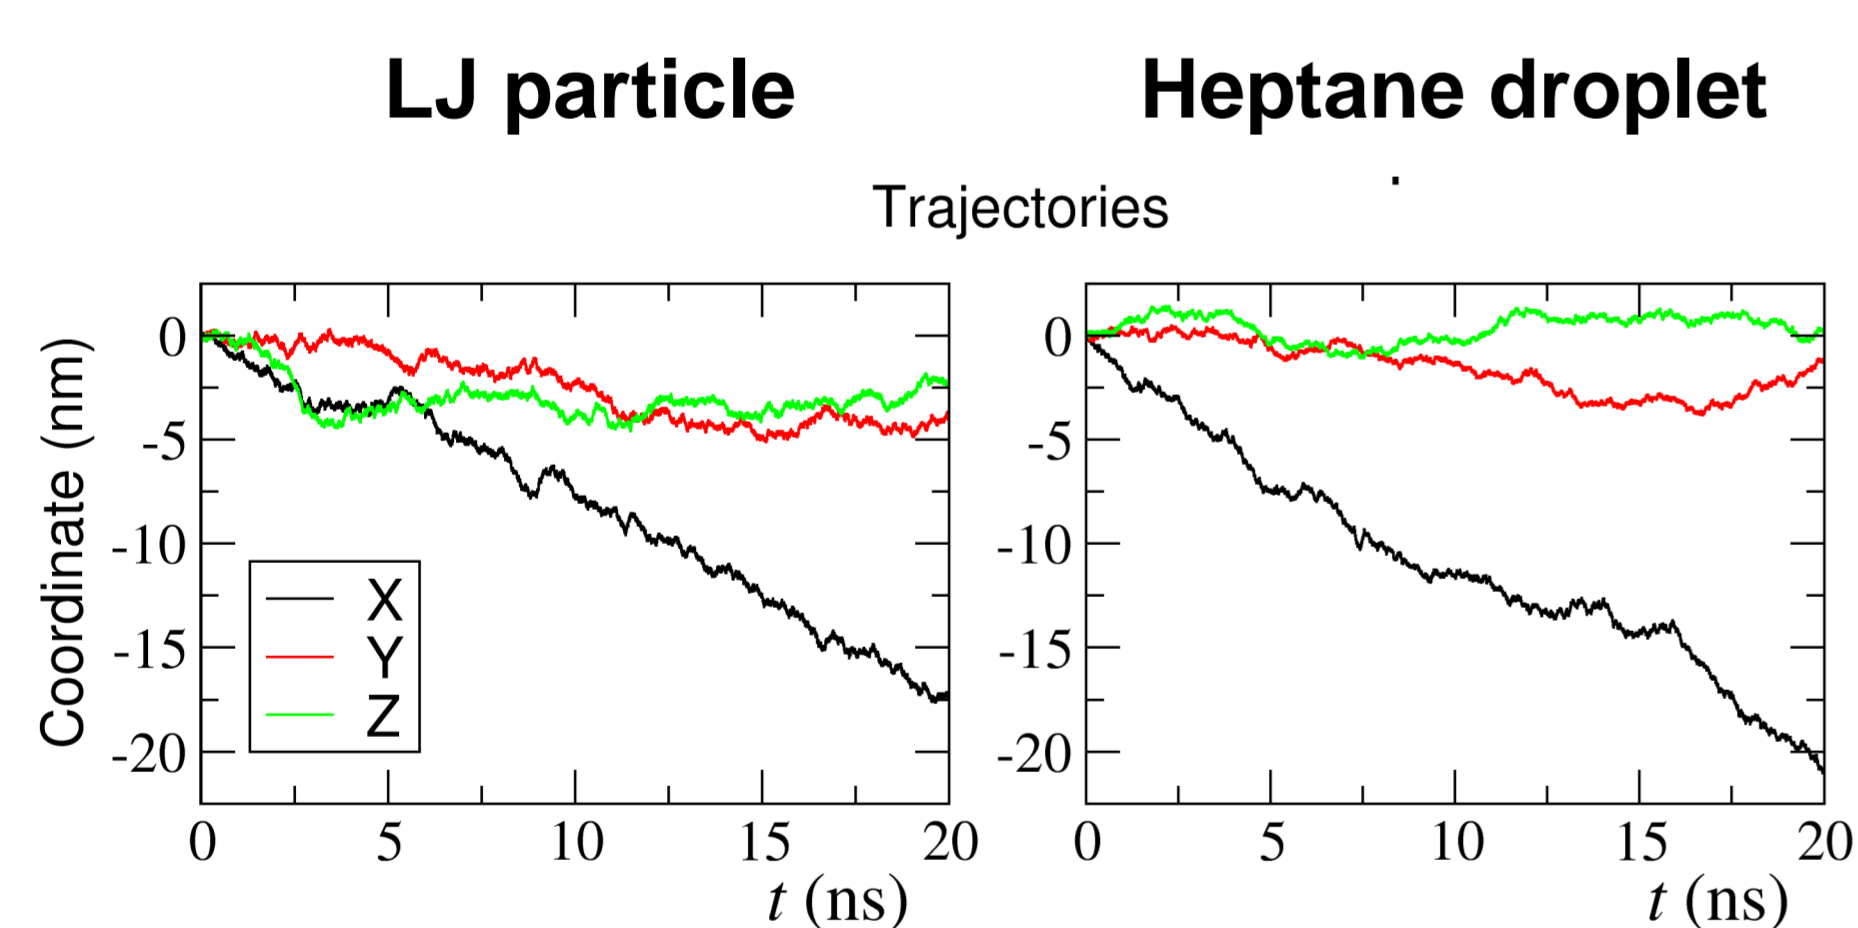 LJ particle
Heptane droplet
Trajectories
Coordinate (nm)
0
-5
-10
-15
-20
X
Y
Z
0 5 10 15 20
t (ns)
0
-5
-10
-15
-20
0 5 10 15 20
t (ns)